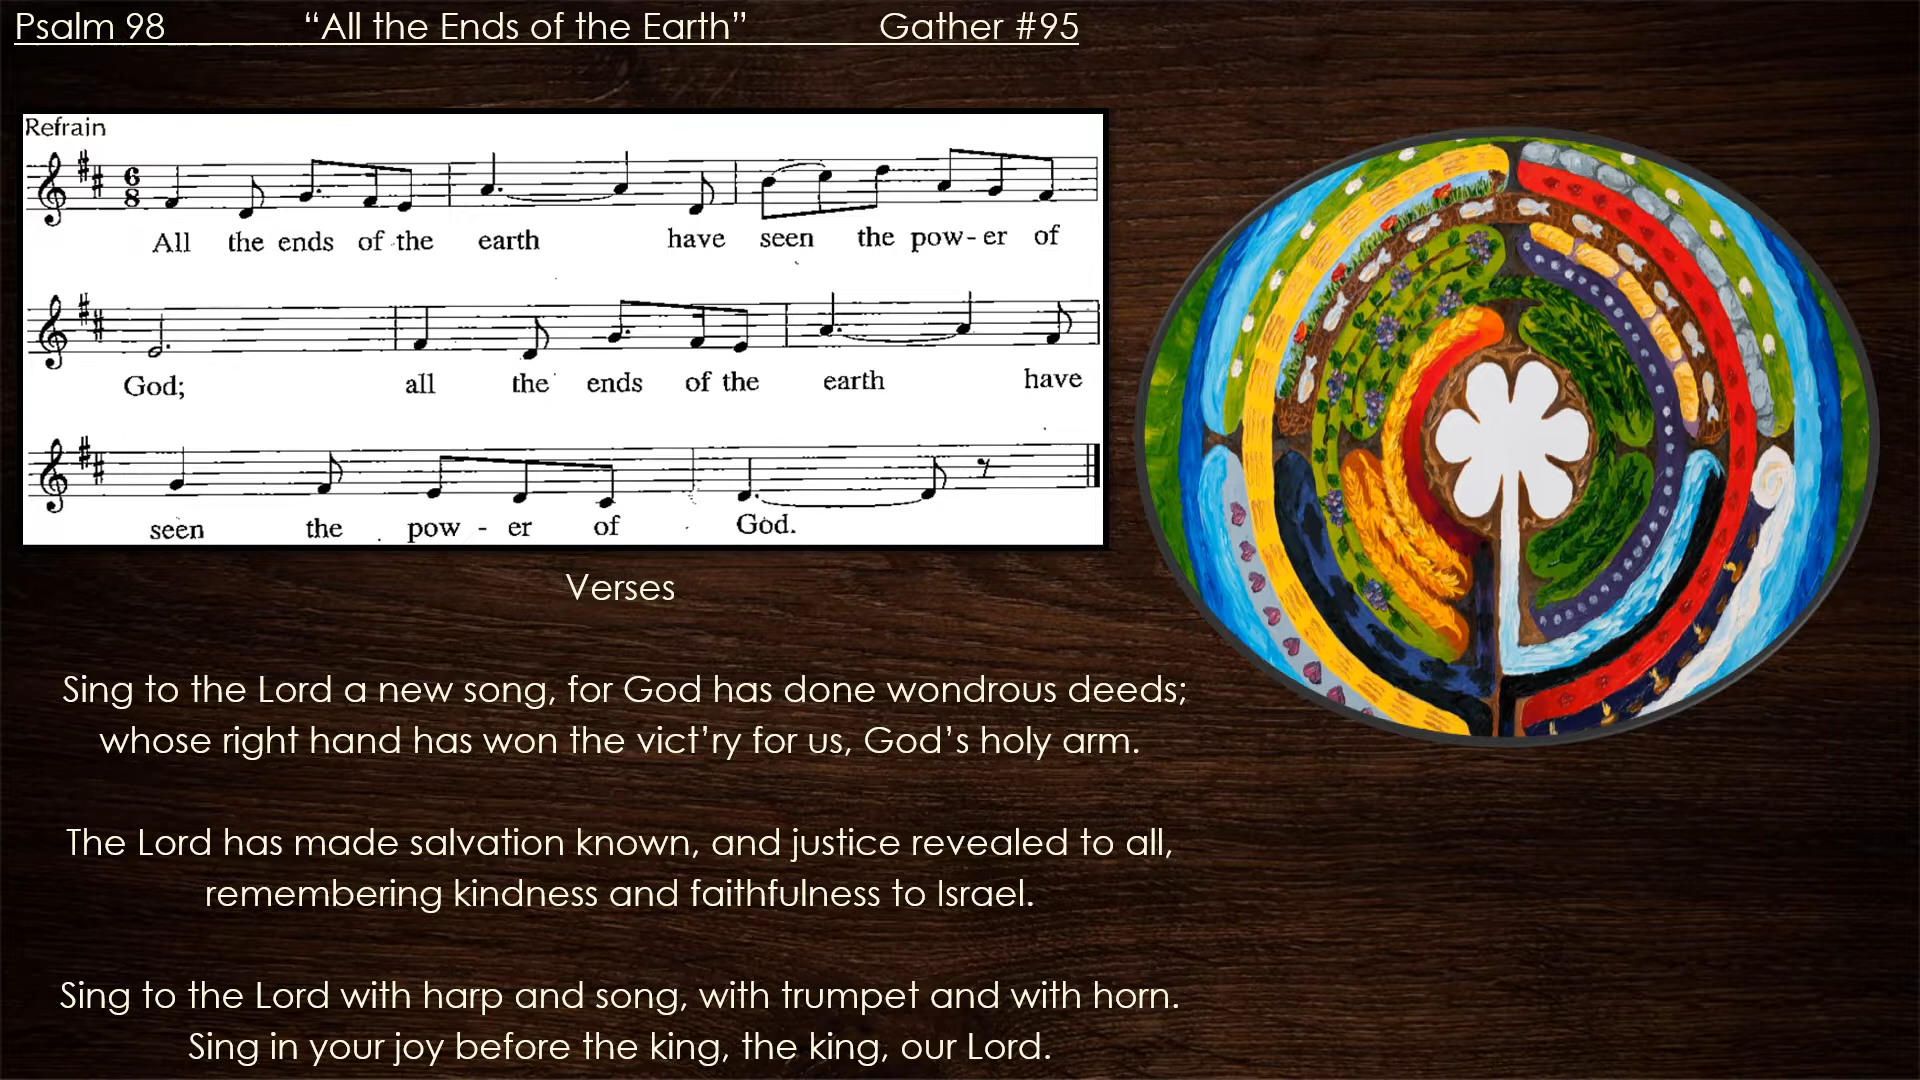 Psalm 98 “All the Ends of the Earth” Gather #95
Refrain
6
8
All the ends of the earth have seen the pow- er of
God; all the ends of the earth have
seen the pow - er of God.
Verses
Sing to the Lord a new song, for God has done wondrous deeds;
whose right hand has won the vict’ry for us, God’s holy arm.
The Lord has made salvation known, and justice revealed to all,
remembering kindness and faithfulness to Israel.
Sing to the Lord with harp and song, with trumpet and with horn.
Sing in your joy before the king, the king, our Lord.